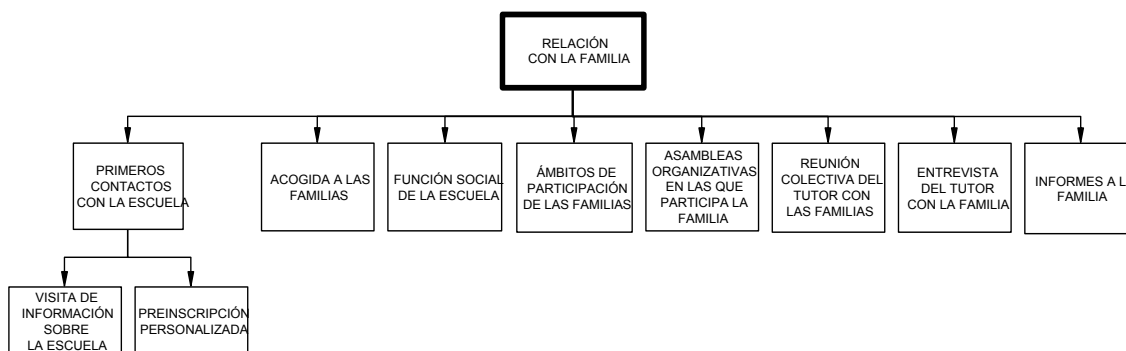 RELACIÓN
CON LA FAMILIA
PRIMEROS
CONTACTOS
CON LA ESCUELA
ACOGIDA A LAS
FAMILIAS
FUNCIÓN SOCIAL
DE LA ESCUELA
ÁMBITOS DE
PARTICIPACIÓN
DE LAS FAMILIAS
ASAMBLEAS
ORGANIZATIVAS
EN LAS QUE
PARTICIPA LA
FAMILIA
REUNIÓN
COLECTIVA DEL
TUTOR CON
LAS FAMILIAS
ENTREVISTA
DEL TUTOR
CON LA FAMILIA
INFORMES A L
FAMILIA
VISITA DE
INFORMACIÓN
SOBRE
LA ESCUELA
PREINSCRIPCIÓN
PERSONALIZADA